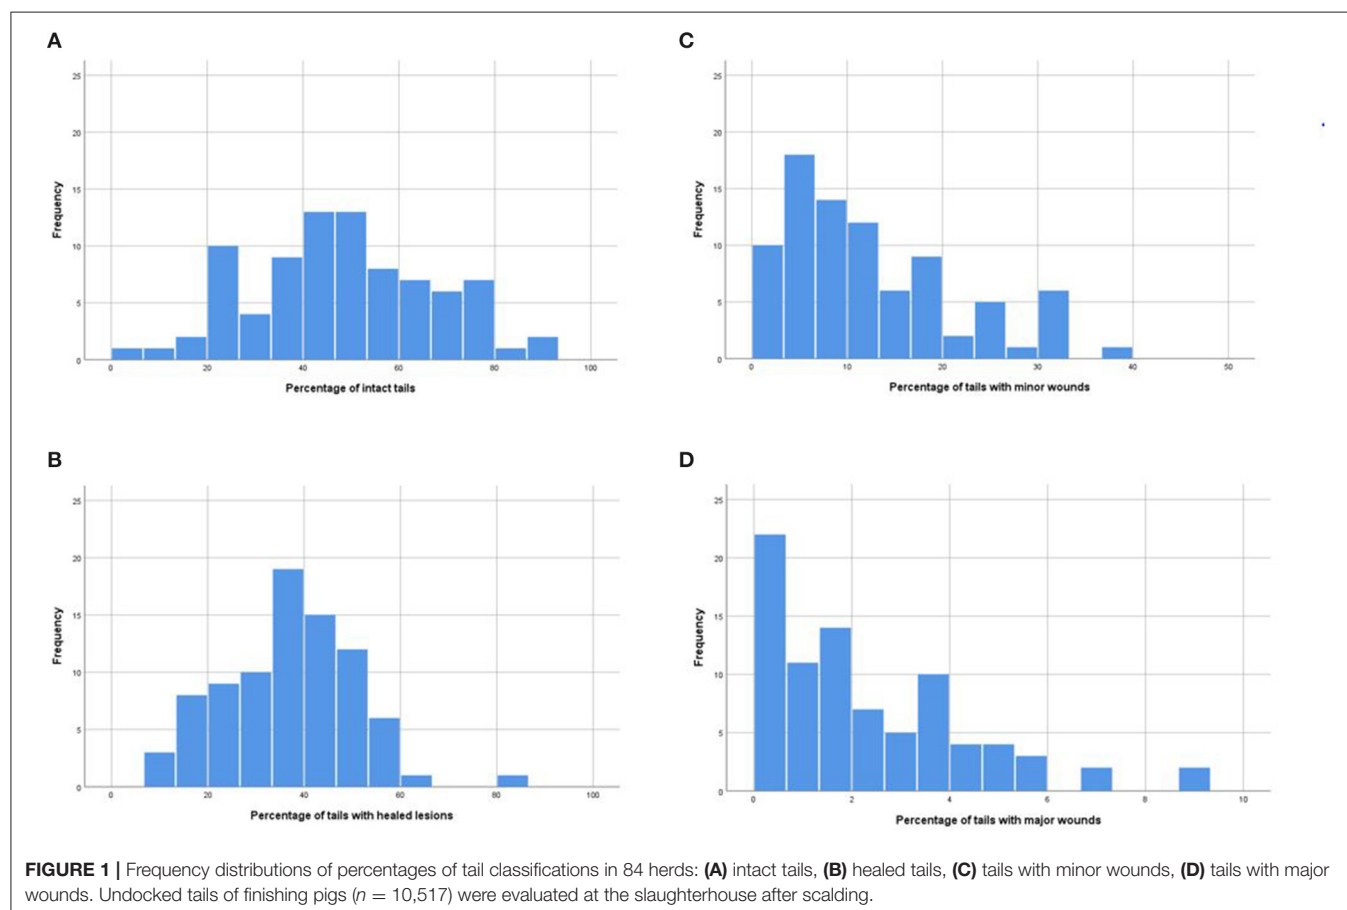 A
25
20
15
10
5
0
Frequency
0 20 40 60 80 100
Percentage of intact tails
C
25
20
15
10
5
0
Frequency
0 10 20 30 40 50
Percentage of tails with minor wounds
B
25
20
15
10
5
0
Frequency
0 20 40 60 80 100
Percentage of tails with healed lesions
D
25
20
15
10
5
0
Frequency
0 2 4 6 8 10
Percentage of tails with major wounds
FIGURE 1 | Frequency distributions of percentages of tail classifications in 84 herds: (A) intact tails, (B) healed tails, (C) tails with minor wounds, (D) tails with major
wounds. Undocked tails of finishing pigs (n = 10,517) were evaluated at the slaughterhouse after scalding.